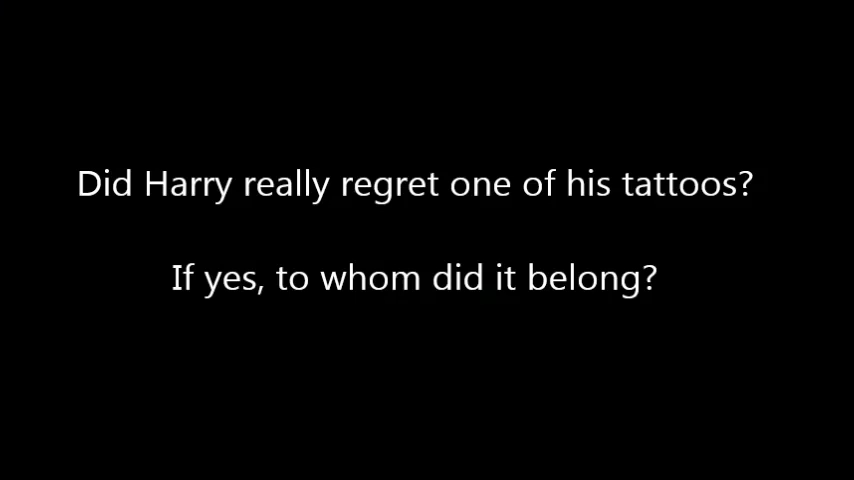 Did Harry really regret one of his tattoos?
If yes, to whom did it belong?